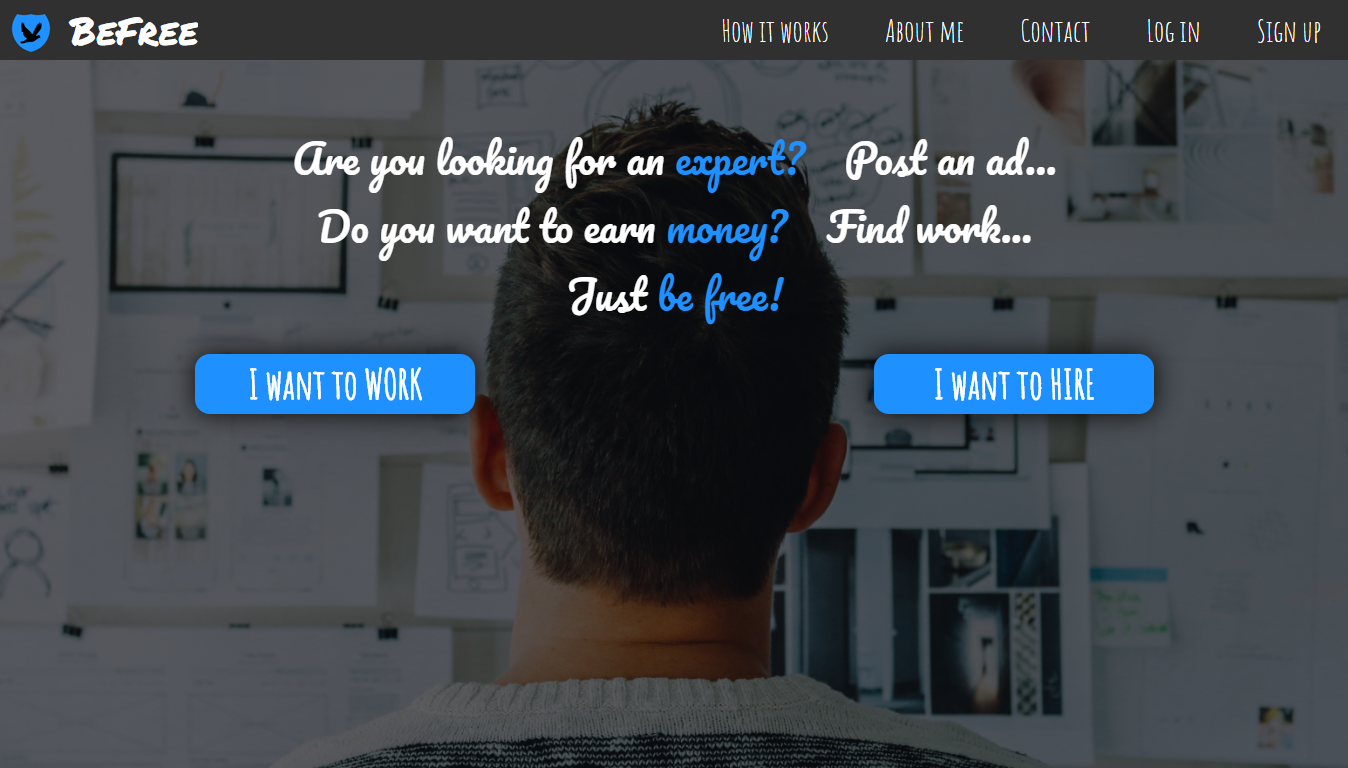 BeFree
How it works
About me
Contact
Log in
Sign up
Are you looking for an expert? Post an ad...
Do you want to earn money? Find work...
Just be free!
I want to WORK
I want to HIRE